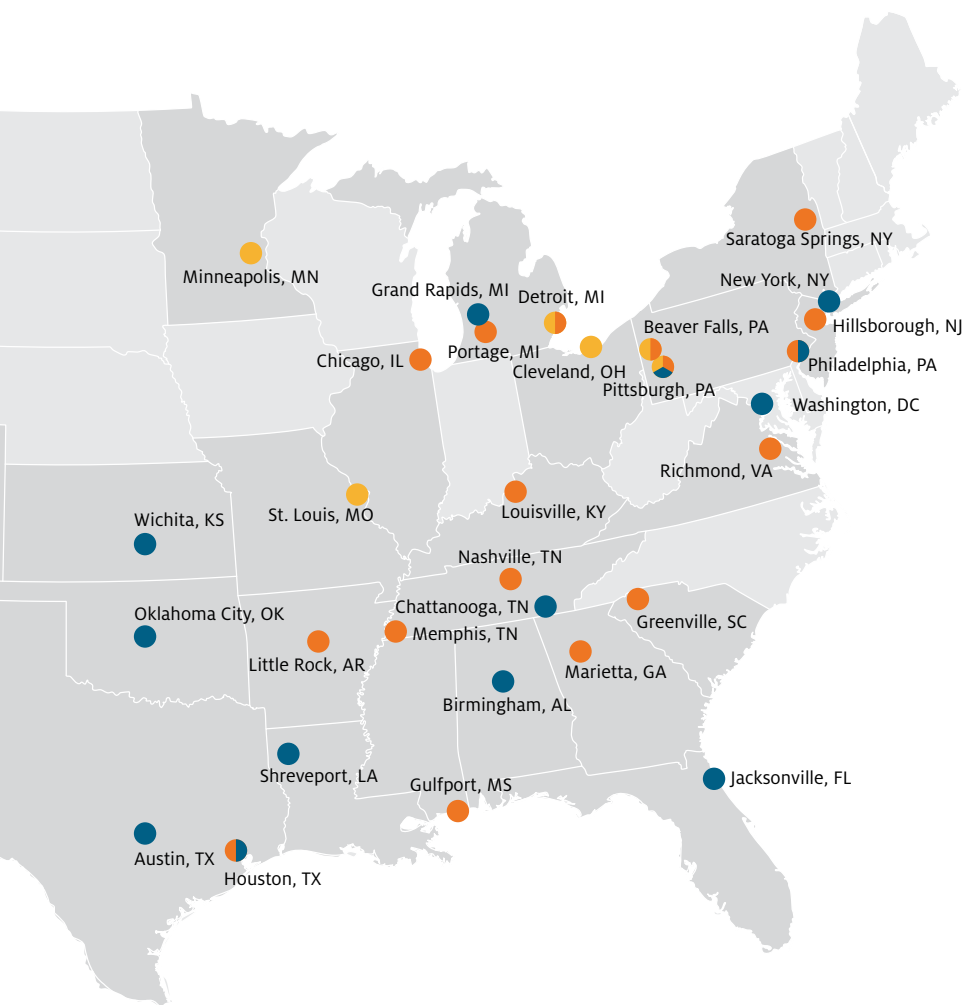 Saratoga Springs, NY
Minneapolis, MN
New York, NY
Grand Rapids, MI
Detroit, MI
Beaver Falls, PA
Hillsborough, NJ
Chicago, IL
Portage, MI
Cleveland, OH
Philadelphia, PA
Pittsburgh, PA
Washington, DC
Richmond, VA
St. Louis, MO
Louisville, KY
Wichita, KS
Nashville, TN
Oklahoma City, OK
Chattanooga, TN
Greenville, SC
Memphis, TN
Little Rock, AR
Marietta, GA
Birmingham, AL
Shreveport, LA
Jacksonville, FL
Gulfport, MS
Austin, TX
Houston, TX